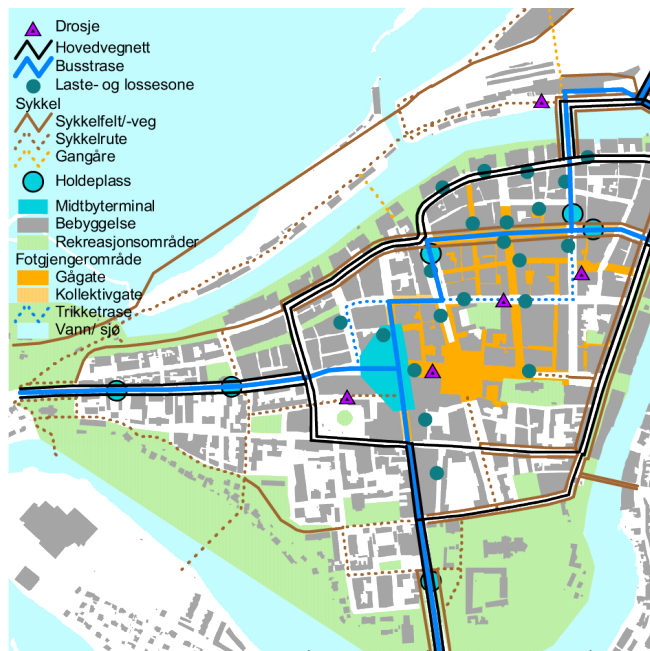 Drosje
Hovedvegnett
Busstrase
Laste- og lossesone
Sykkel
Sykkelfelt/-veg
Sykkelrute
Gangåre
Holdeplass
Midtbyterminal
Bebyggelse
Rekreasjonsområder
Fotgjengerområde
Gågate
Kollektivgate
Trikketrase
Vann/ sjø